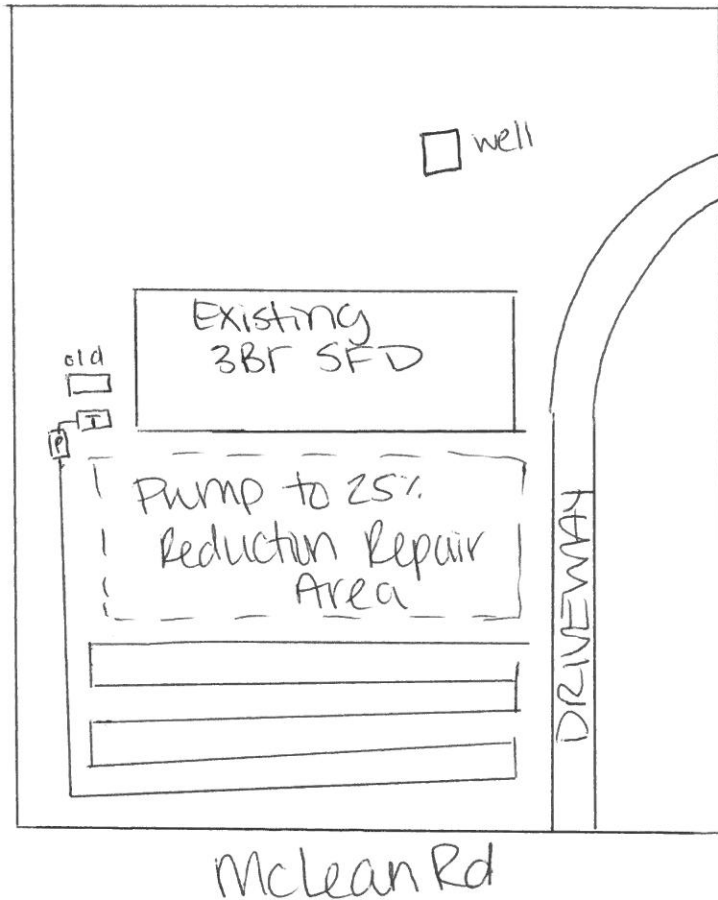 well
Existing
3Br SFD
old
T
P
Pump to 25%
Reduction Repair
Area
DRIVEWAY
McLean Rd